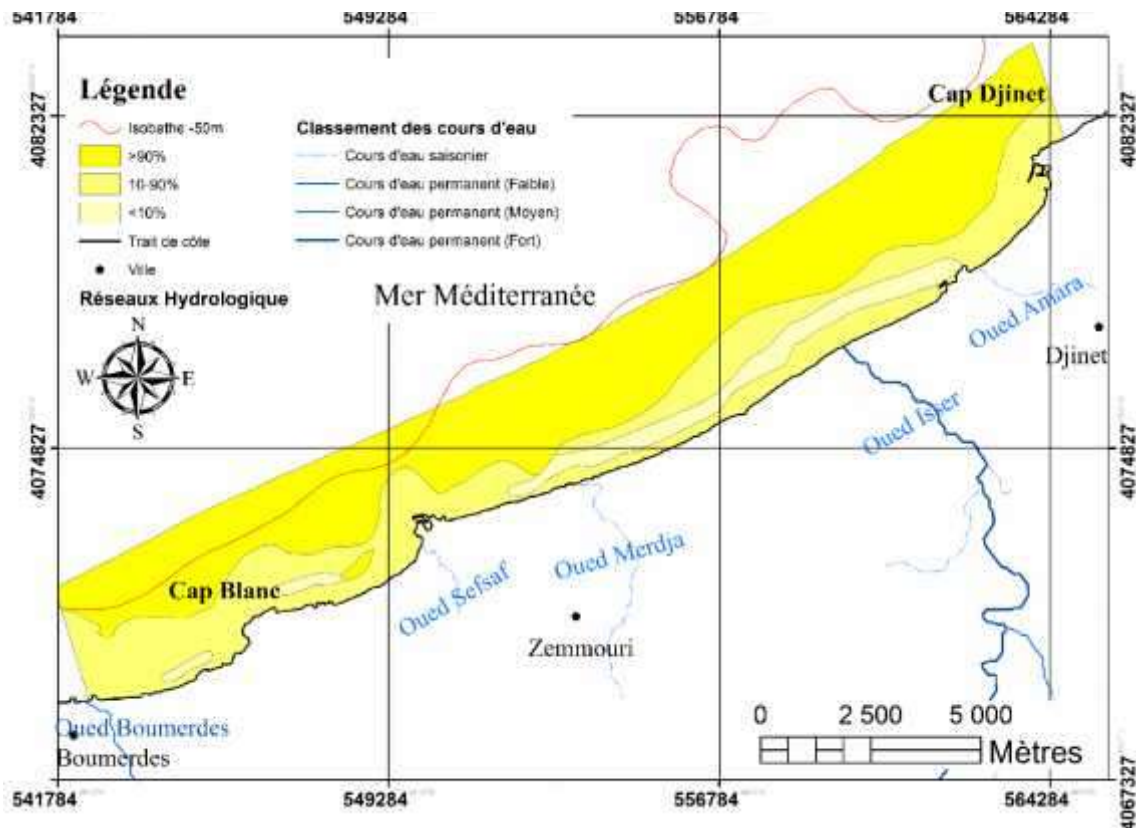 541784 549284 556784 564284
Légende
Isobathe -50m
>90%
10-90%
<10%
Trait de côte
Ville
Réseaux Hydrologique
Classement des cours d'eau
Cours d'eau saisonier
Cours d'eau permanent (Faible)
Cours d'eau permanent (Moyen)
Cours d'eau permanent (Fort)
Cap Djinet
4082327
4082327
Mer Méditerranée
N
W E
S
Oued Amara
Djinet
Oued Isser
4074827
4074827
Cap Blanc
Oued Sefsaf
Oued Merdja
Zemmouri
Oued Boumerdes
Boumerdes
0 2 500 5 000
Mètres
4067327
541784 549284 556784 564284